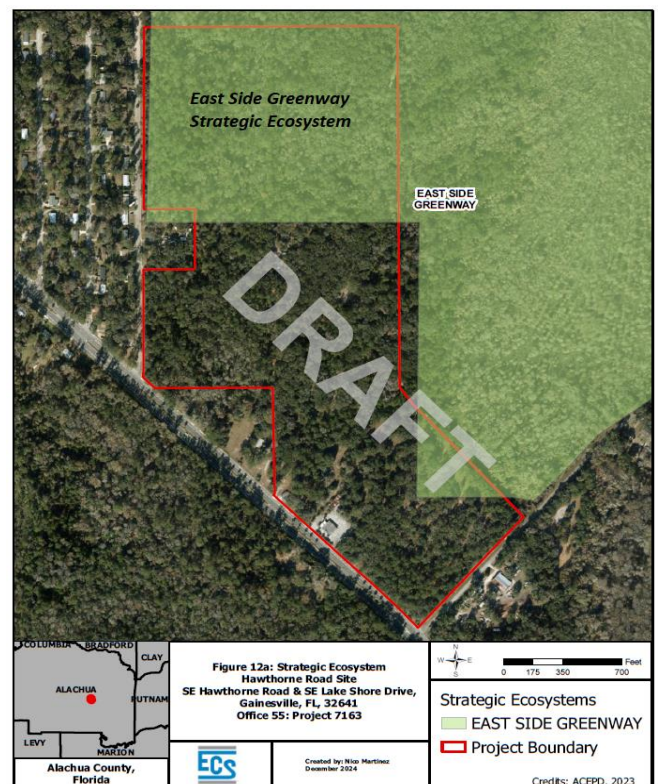 East Side Greenway
Strategic Ecosystem
EAST SIDE
GREENWAY
DRAFT
COLUMBIA
BRADFORD
CLAY
ALACHUA
PUTNAM
LEVY
MARION
Alachua County,
Florida
Figure 12a: Strategic Ecosystem
Hawthorne Road Site
SE Hawthorne Road & SE Lake Shore Drive,
Gainesville, FL, 32641
Office 55: Project 7163
ECS
Created by: Nico Martinez
December 2024
N
W
E
S
Feet
0 175 350 700
Strategic Ecosystems
EAST SIDE GREENWAY
Project Boundary
Credits: ACEPD, 2023